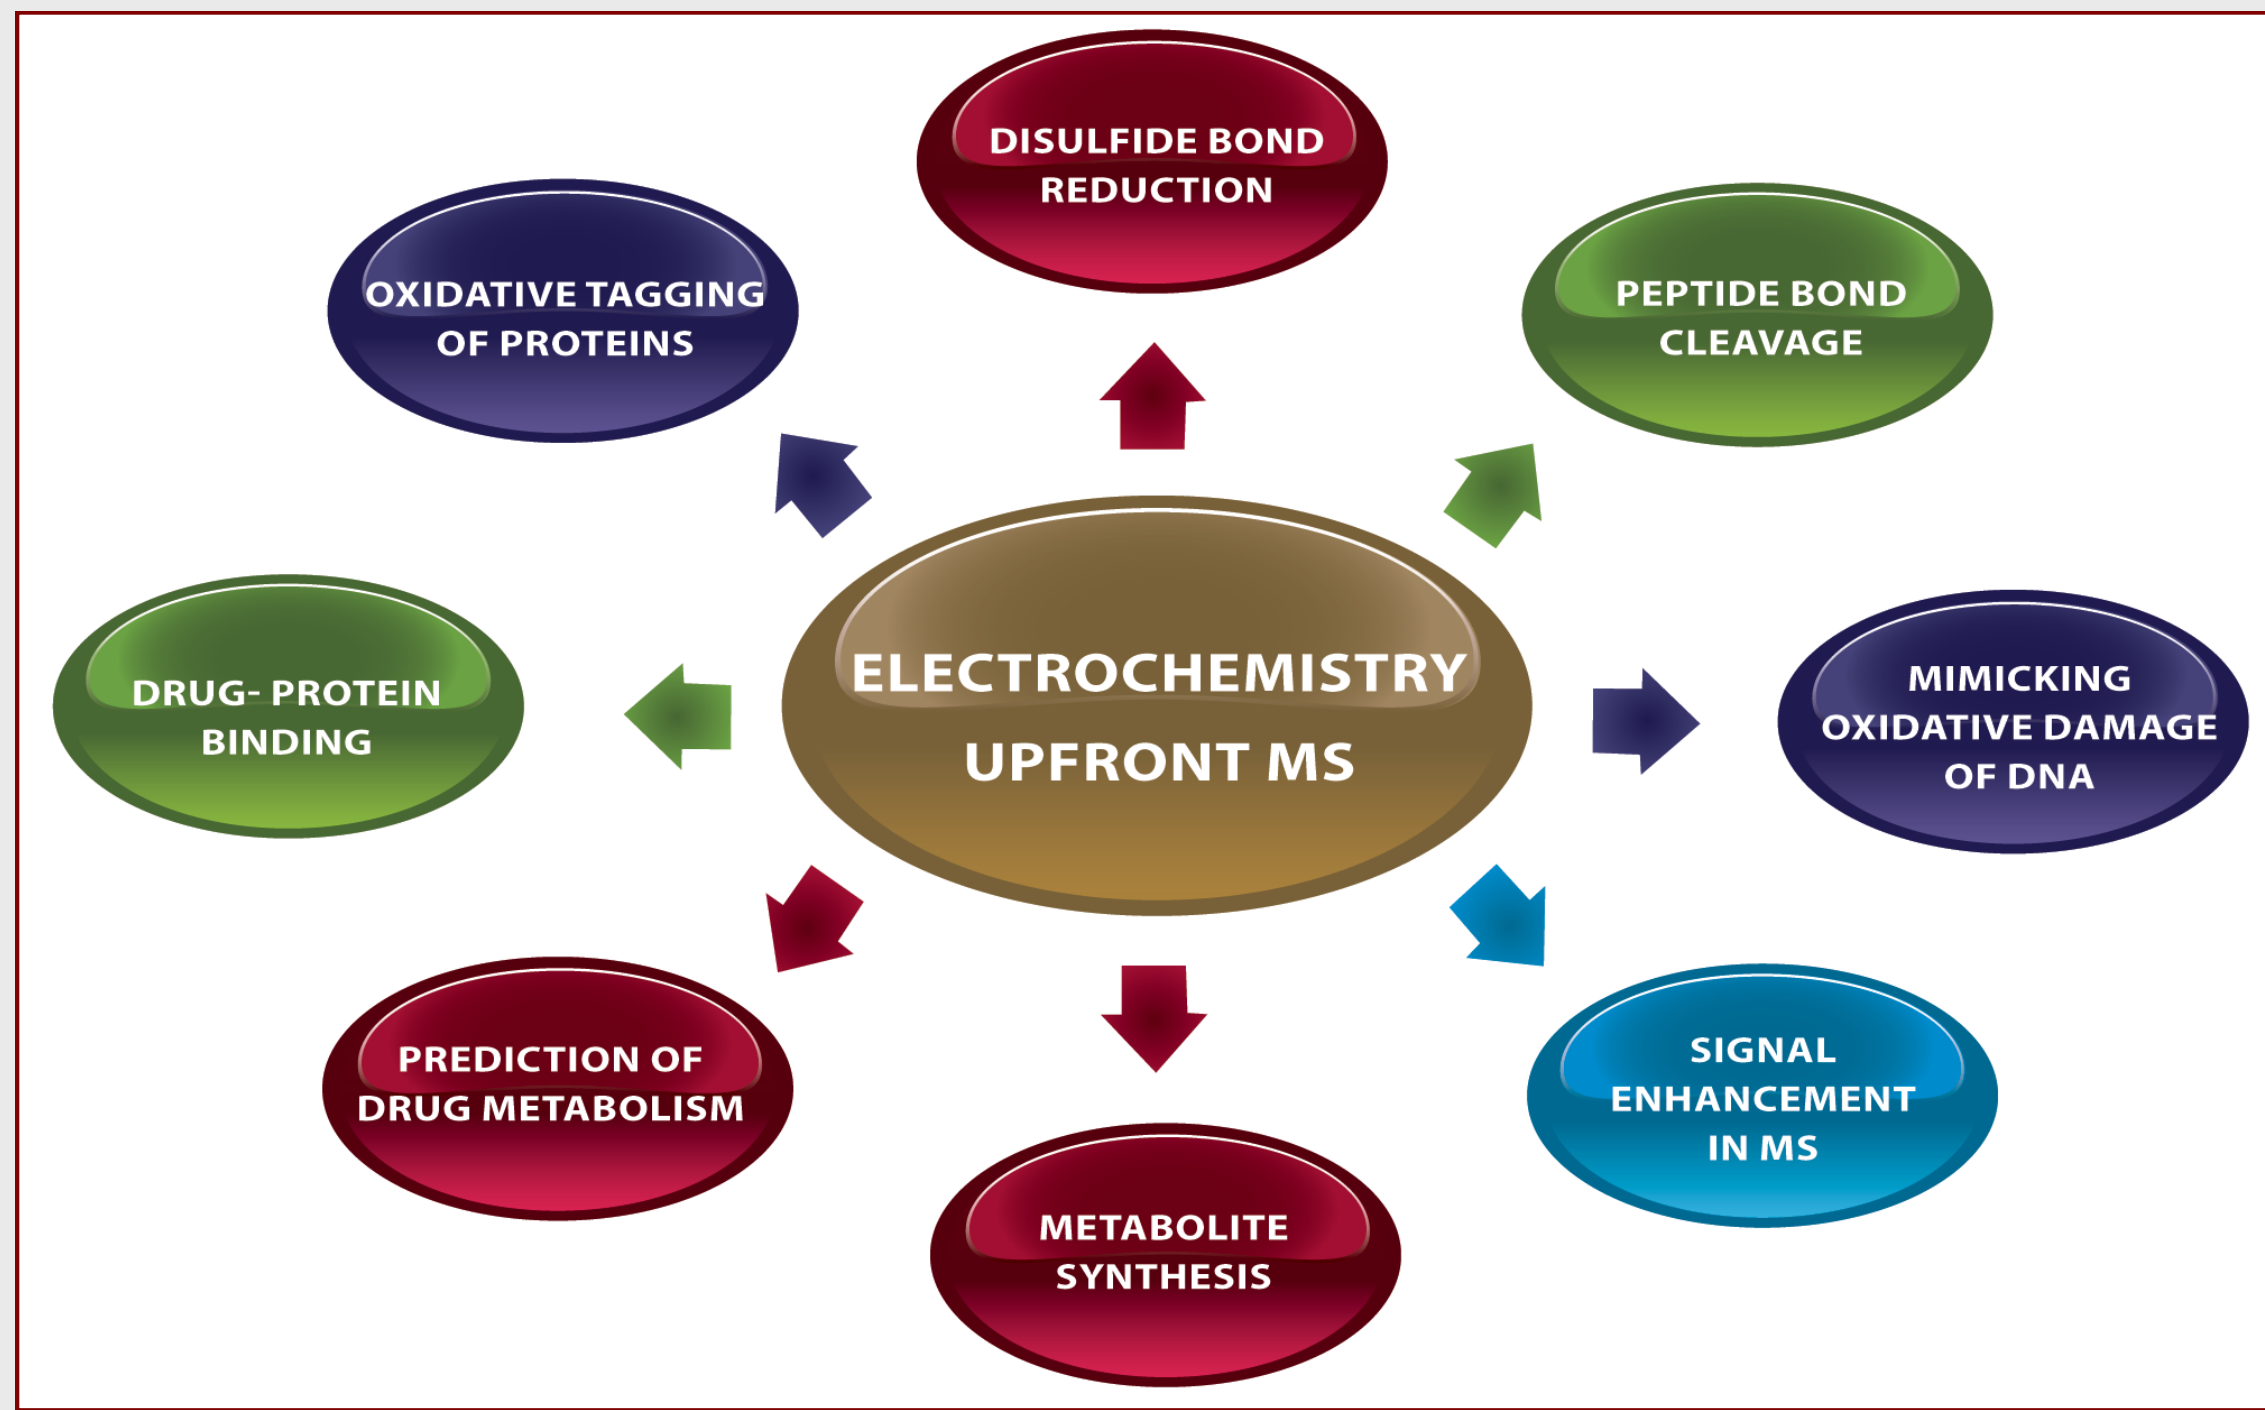 DISULFIDE BOND
REDUCTION
OXIDATIVE TAGGING
OF PROTEINS
PEPTIDE BOND
CLEAVAGE
ELECTROCHEMISTRY
UPFRONT MS
DRUG- PROTEIN
BINDING
MIMICKING
OXIDATIVE DAMAGE
OF DNA
PREDICTION OF
DRUG METABOLISM
SIGNAL
ENHANCEMENT
IN MS
METABOLITE
SYNTHESIS